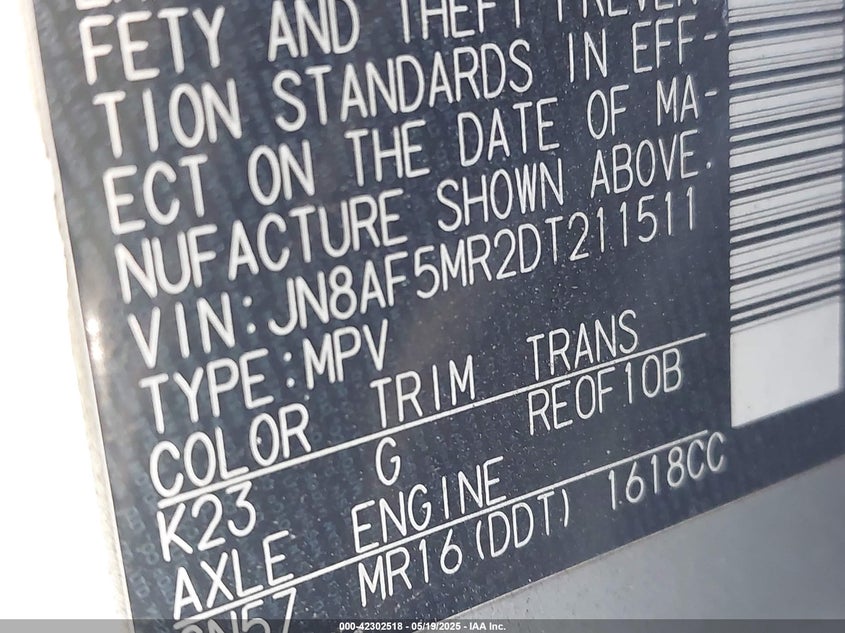 FETY AND THEFT PREVEN-
TION STANDARDS IN EFF-
ECT ON THE DATE OF MA-
NUFACTURE SHOWN ABOVE.
VIN:JN8AF5MR2DT211511
TYPE:MPV
COLOR TRIM TRANS
K23 G RE0F10B
AXLE ENGINE
MR16(DDT) 1618CC
000-42302518 - 05/19/2025 - IAA Inc.